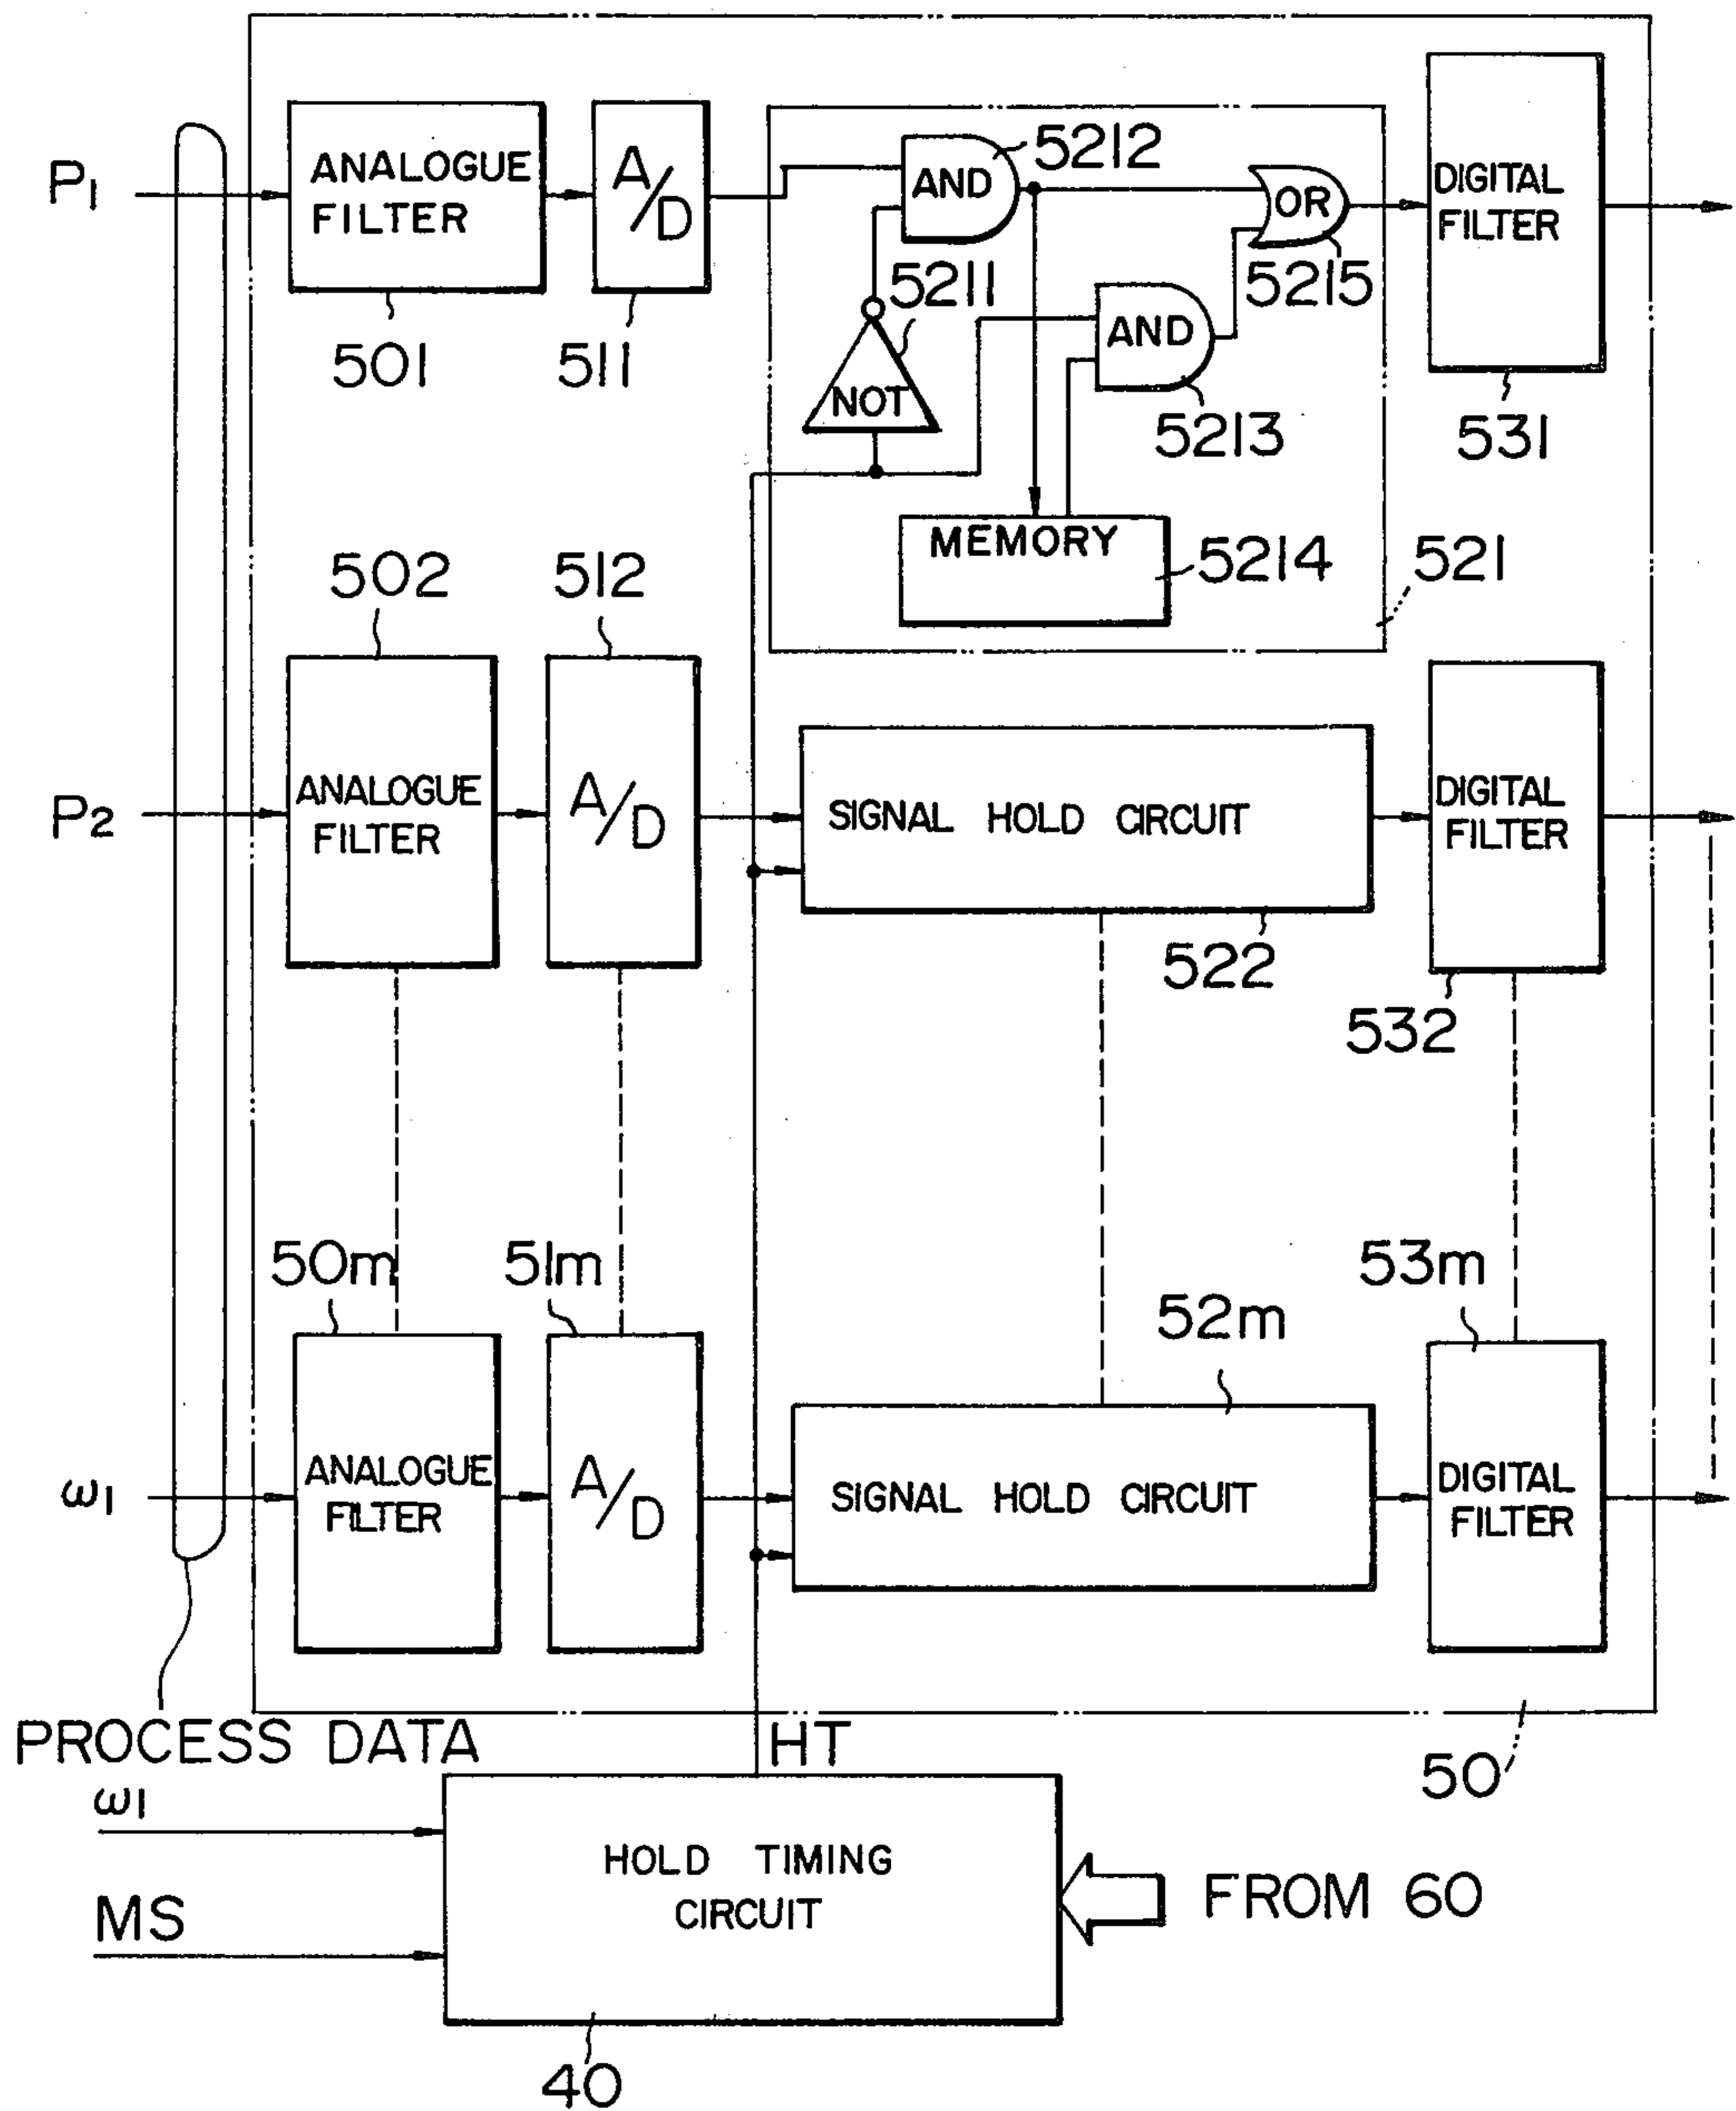 P1
ANALOGUE
FILTER
501
A/D
511
AND
5212
5211
NOT
AND
5213
OR
5215
MEMORY
5214
521
DIGITAL
FILTER
531
P2
502
ANALOGUE
FILTER
512
A/D
SIGNAL HOLD CIRCUIT
522
DIGITAL
FILTER
532
ω1
50m
ANALOGUE
FILTER
51m
A/D
52m
SIGNAL HOLD CIRCUIT
53m
DIGITAL
FILTER
PROCESS DATA
HT
50
ω1
MS
HOLD TIMING
CIRCUIT
40
FROM 60